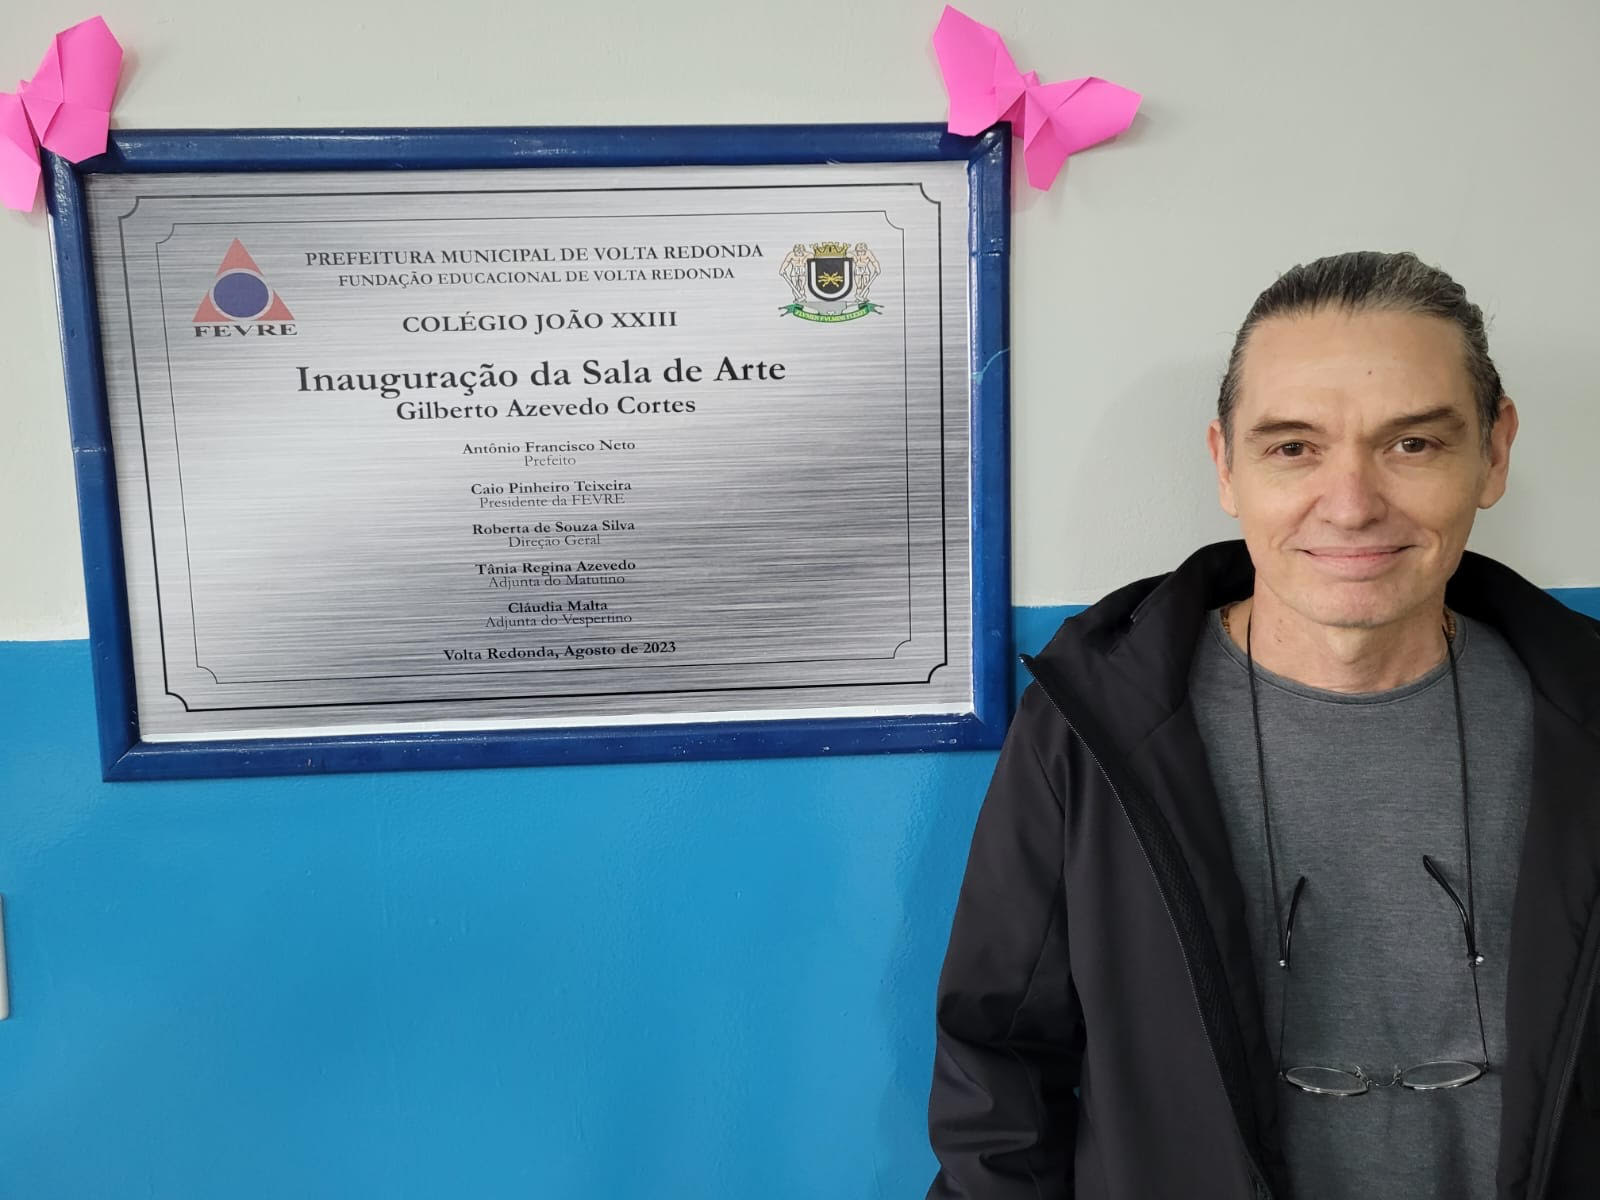 PREFEITURA MUNICIPAL DE VOLTA REDONDA
FUNDAÇÃO EDUCACIONAL DE VOLTA REDONDA
FEVRE
COLÉGIO JOÃO XXIII
Inauguração da Sala de Arte
Gilberto Azevedo Cortes
Antônio Francisco Neto
Prefeito
Caio Pinheiro Teixeira
Presidente da FEVRE
Roberta de Souza Silva
Direção Geral
Tânia Regina Azevedo
Adjunta do Matutino
Cláudia Malta
Adjunta do Vespertino
Volta Redonda, Agosto de 2023